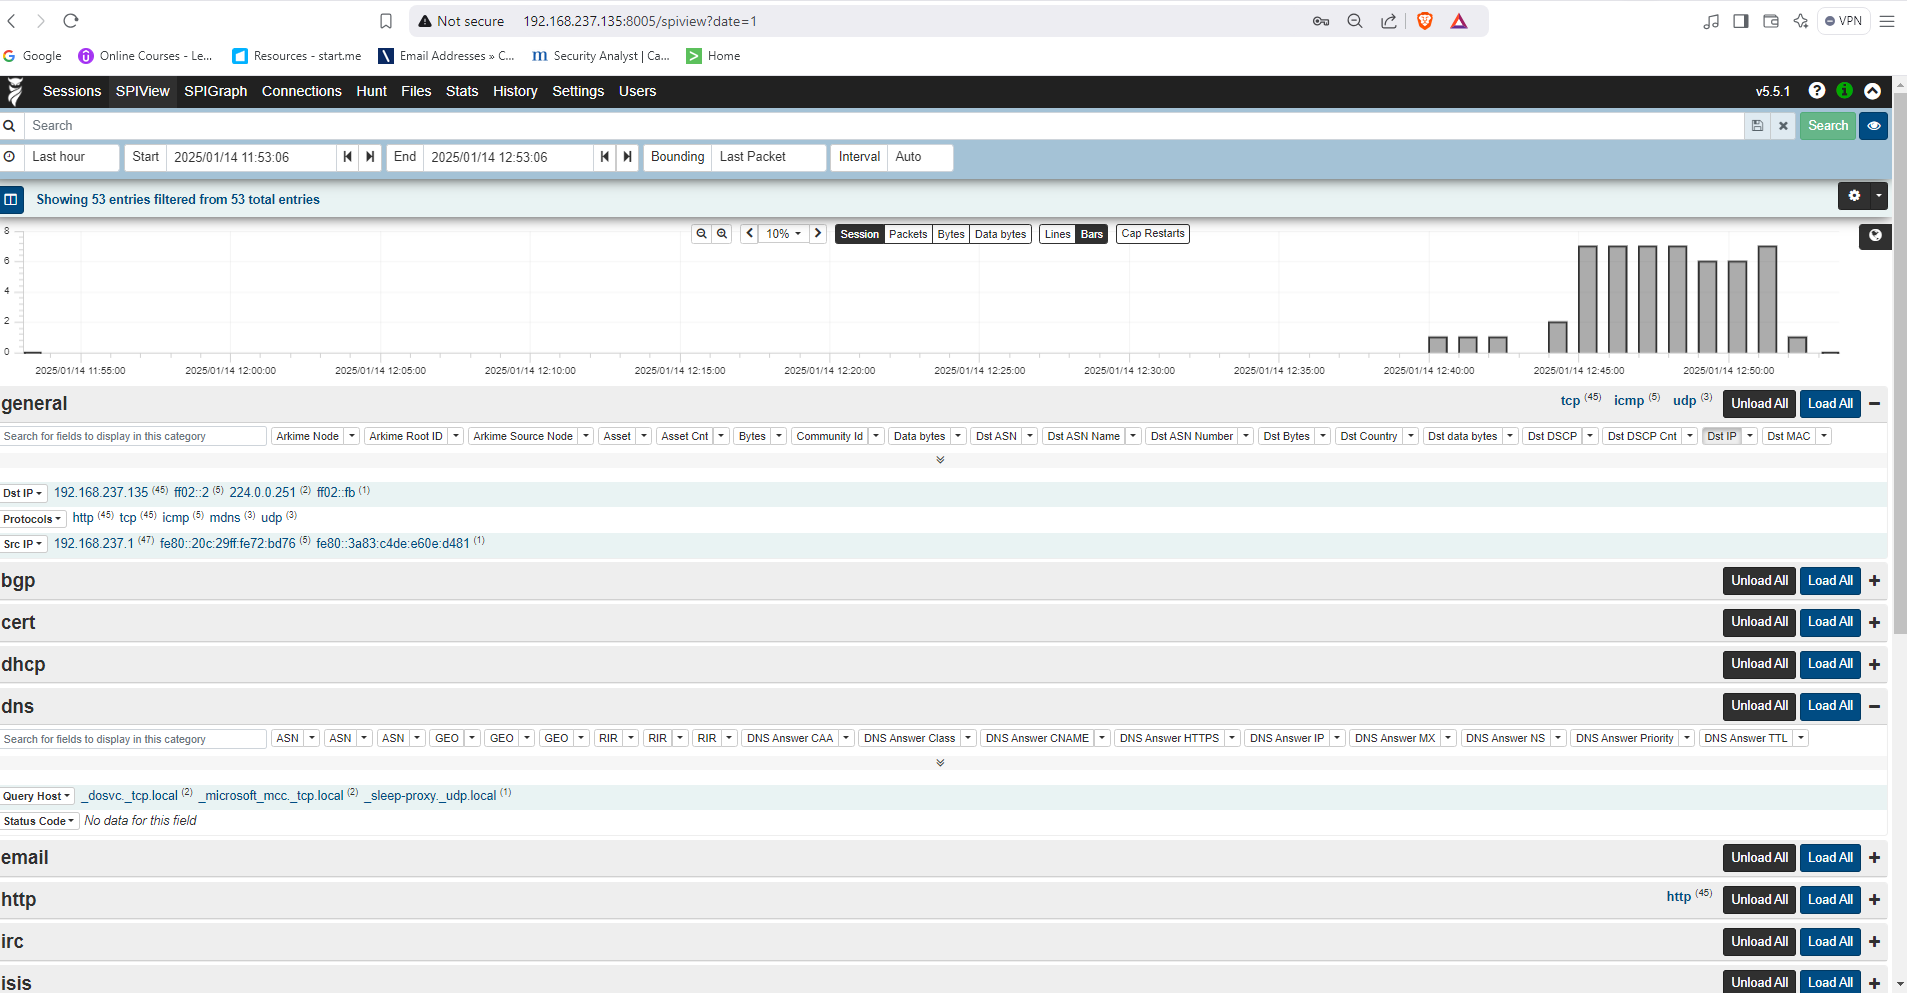 Not secure 192.168.237.135:8005/spiview?date=1 VPN
Google Online Courses - Le... Resources - start.me Email Addresses » C... Security Analyst | Ca... Home
Sessions SPIView SPIGraph Connections Hunt Files Stats History Settings Users v5.5.1
Search Search
Last hour Start 2025/01/14 11:53:06 End 2025/01/14 12:53:06 Bounding Last Packet Interval Auto
Showing 53 entries filtered from 53 total entries
10% Session Packets Bytes Data bytes Lines Bars Cap Restarts
8
6
4
2
0
2025/01/14 11:55:00 2025/01/14 12:00:00 2025/01/14 12:05:00 2025/01/14 12:10:00 2025/01/14 12:15:00 2025/01/14 12:20:00 2025/01/14 12:25:00 2025/01/14 12:30:00 2025/01/14 12:35:00 2025/01/14 12:40:00 2025/01/14 12:45:00 2025/01/14 12:50:00
general tcp (45) icmp (5) udp (3) Unload All Load All
Search for fields to display in this category Arkime Node Arkime Root ID Arkime Source Node Asset Asset Cnt Bytes Community Id Data bytes Dst ASN Dst ASN Name Dst ASN Number Dst Bytes Dst Country Dst data bytes Dst DSCP Dst DSCP Cnt Dst IP Dst MAC
Dst IP 192.168.237.135 (45) ff02::2 (5) 224.0.0.251 (2) ff02::fb (1)
Protocols http (45) tcp (45) icmp (5) mdns (3) udp (3)
Src IP 192.168.237.1 (47) fe80::20c:29ff:fe72:bd76 (5) fe80::3a83:c4de:e60e:d481 (1)
bgp Unload All Load All
cert Unload All Load All
dhcp Unload All Load All
dns Unload All Load All
Search for fields to display in this category ASN ASN ASN GEO GEO GEO RIR RIR RIR DNS Answer CAA DNS Answer Class DNS Answer CNAME DNS Answer HTTPS DNS Answer IP DNS Answer MX DNS Answer NS DNS Answer Priority DNS Answer TTL
Query Host _dosvc._tcp.local (2) _microsoft_mcc._tcp.local (2) _sleep-proxy._udp.local (1)
Status Code No data for this field
email Unload All Load All
http http (45) Unload All Load All
irc Unload All Load All
isis Unload All Load All